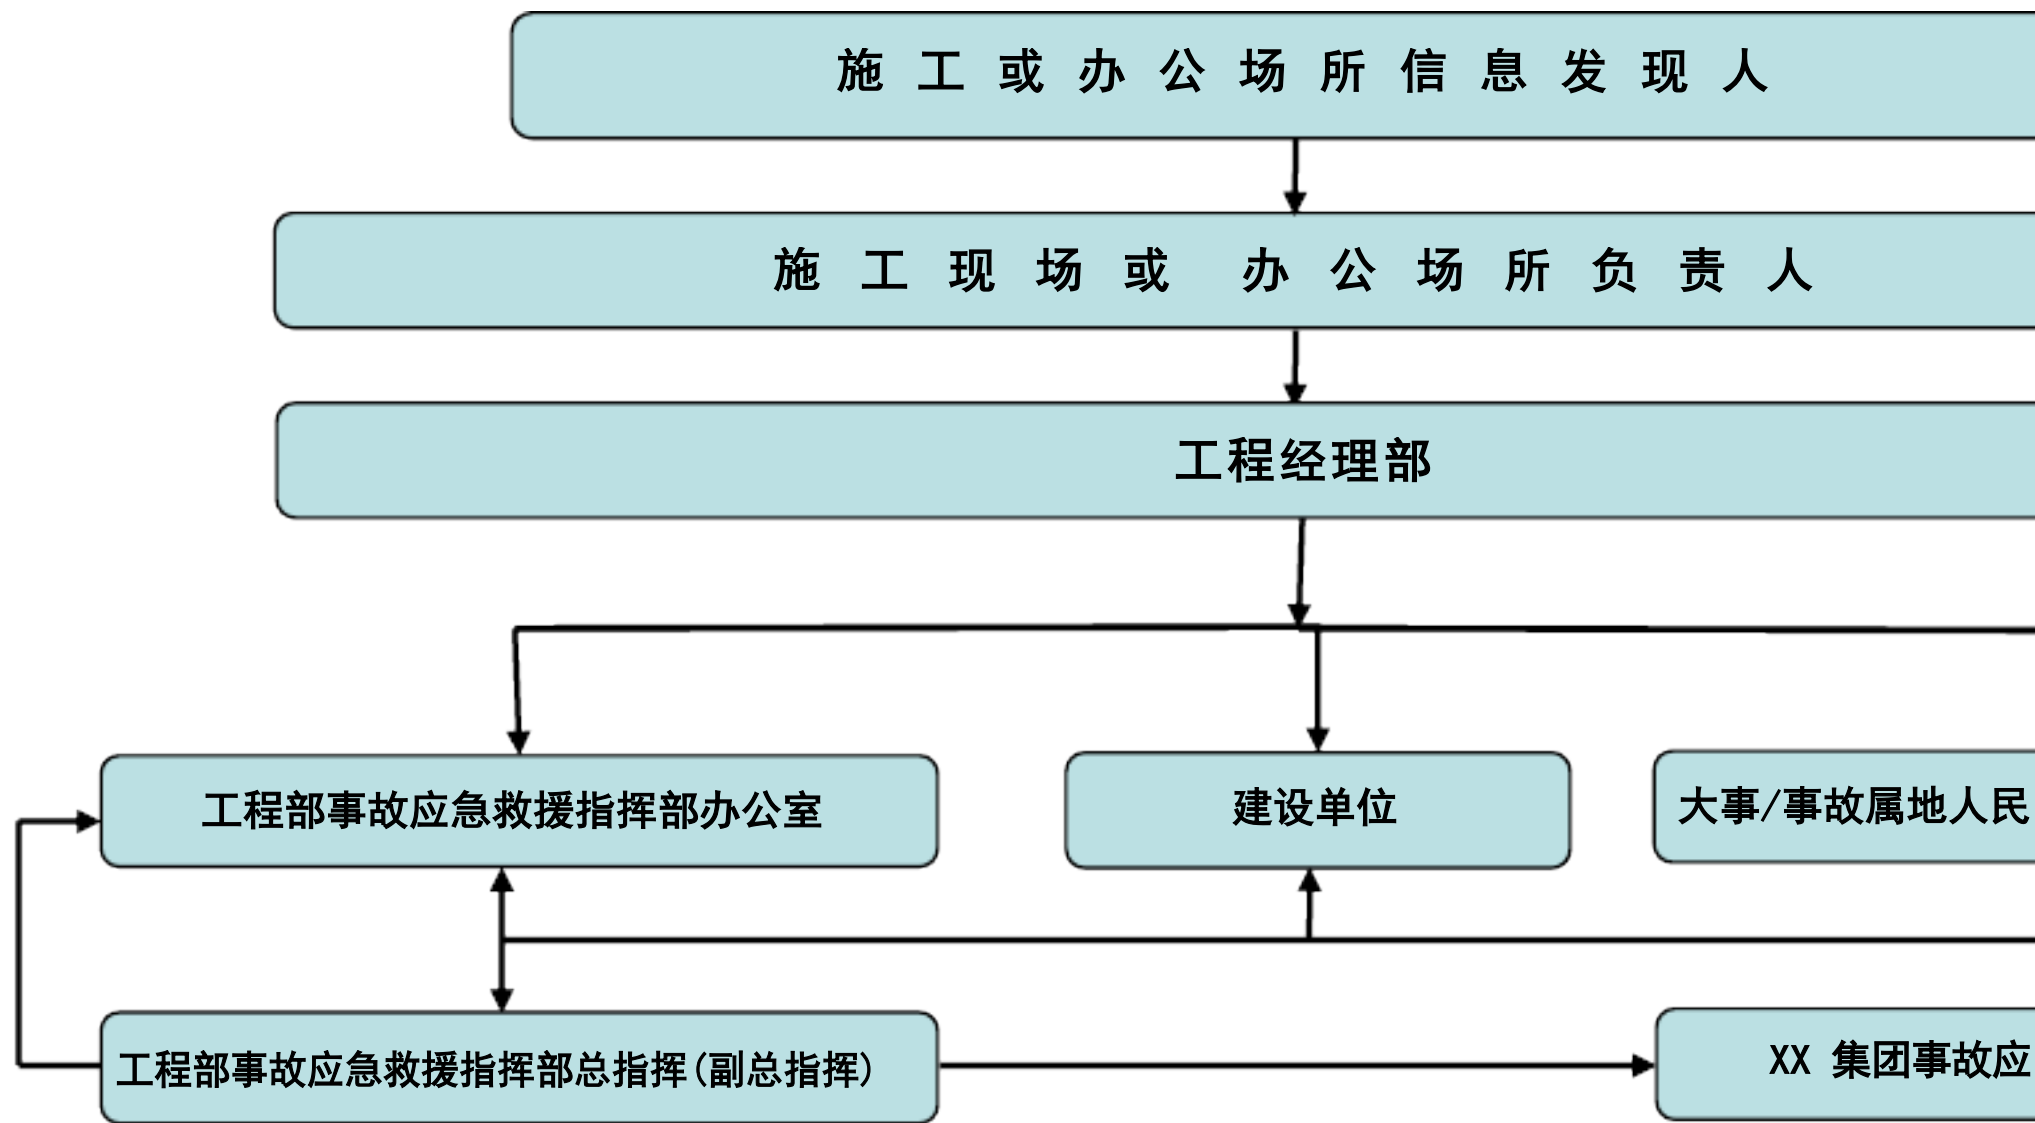 施工或办公场所信息发现人
施工现场或 办公场所负责人
工程经理部
工程部事故应急救援指挥部办公室
建设单位
大事/事故属地人民
工程部事故应急救援指挥部总指挥(副总指挥)
XX 集团事故应